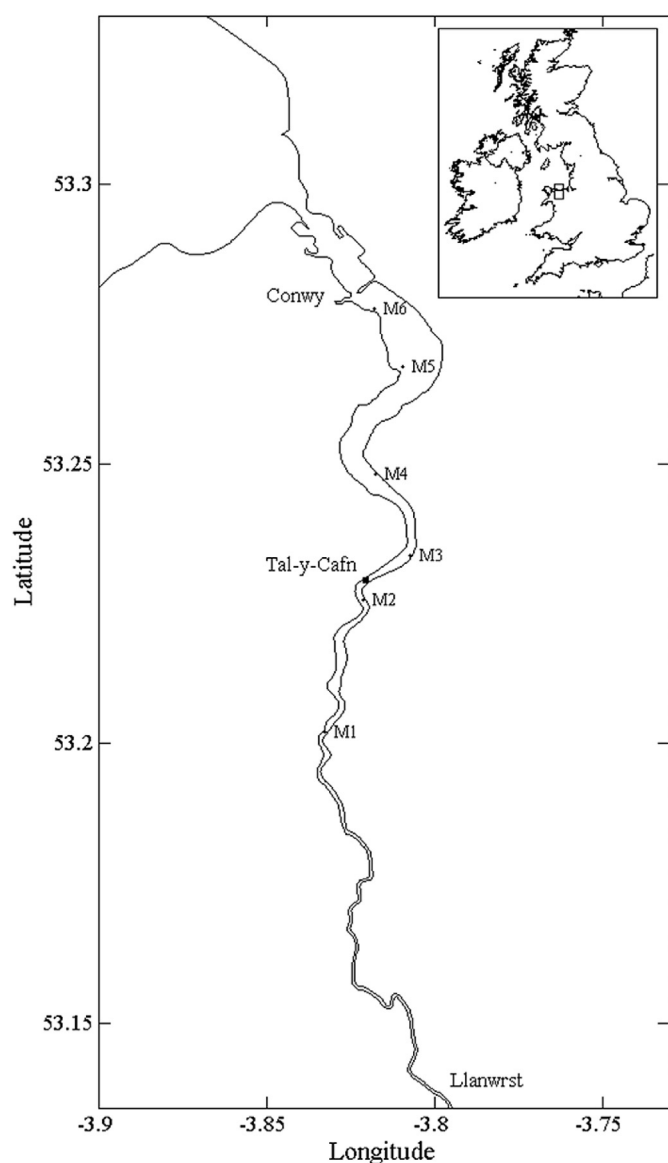 53.3
Conwy
M6
M5
53.25
M4
M3
Tal-y-Cafn
M2
Latitude
53.2
M1
53.15
Llanwrst
-3.9
-3.85
-3.8
-3.75
Longitude